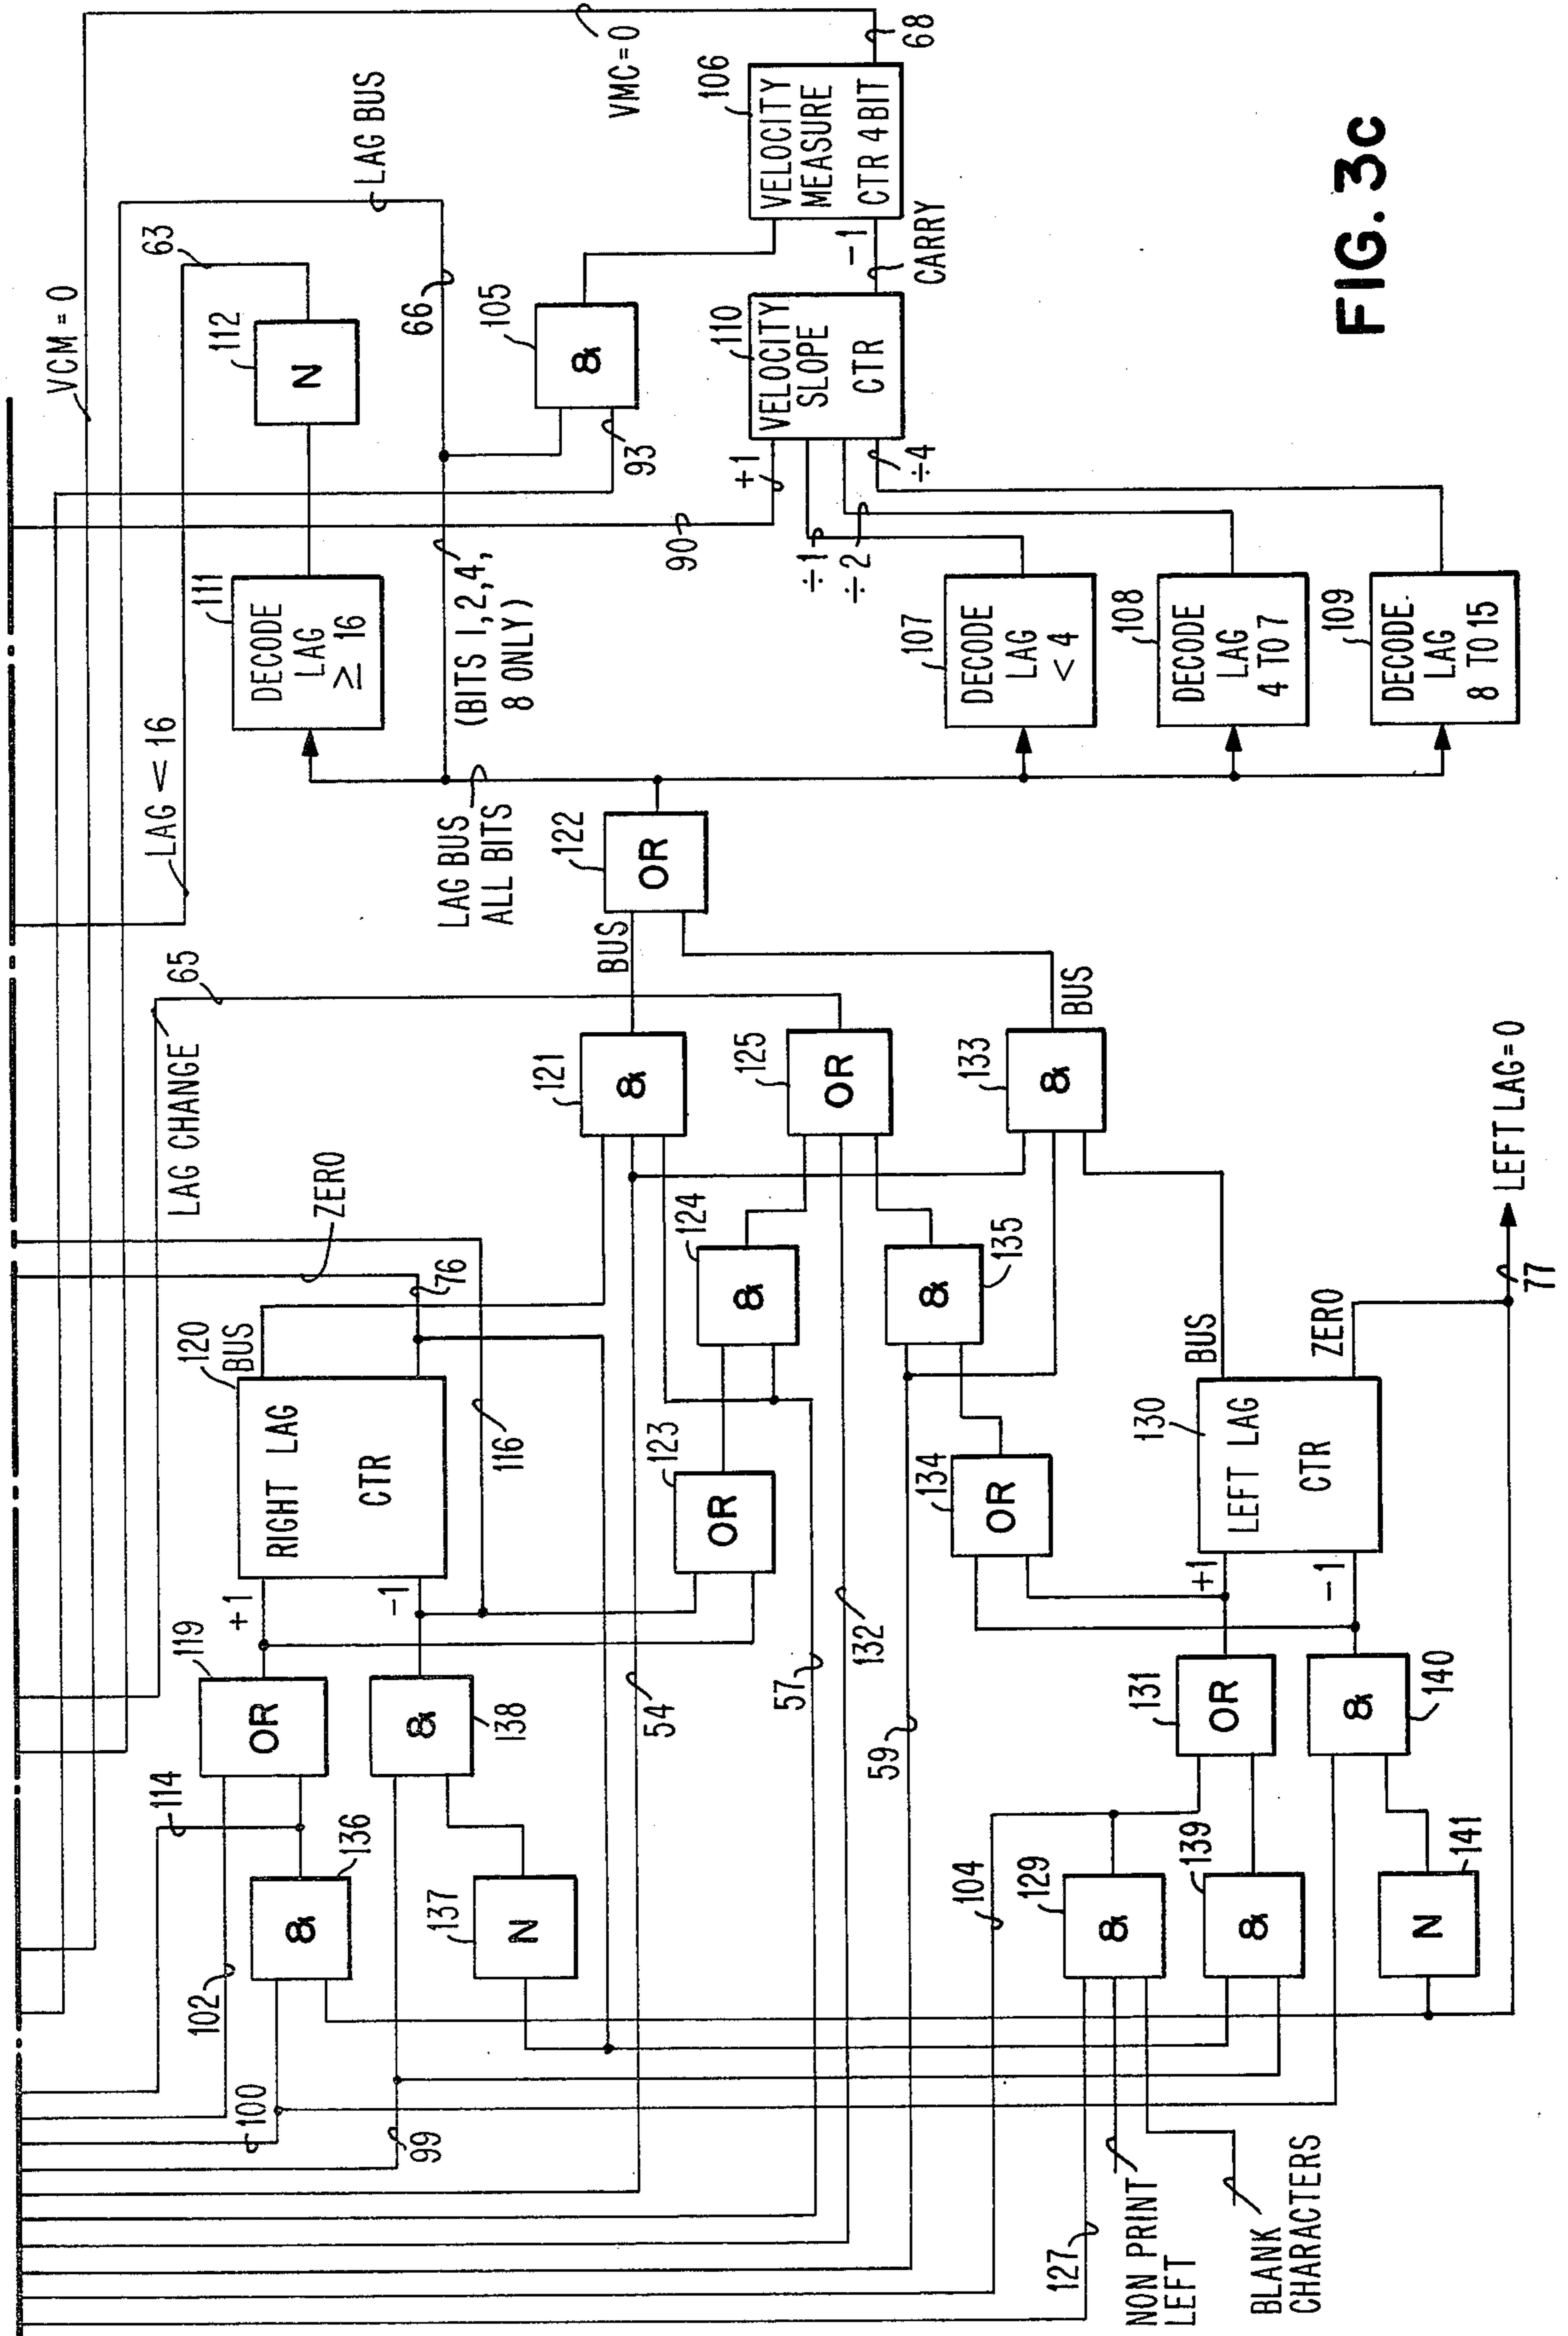 VCM = 0
VMC = 0
68
LAG BUS
63
112
N
66
105
&
93
106
VELOCITY
MEASURE
CTR 4 BIT
-1
CARRY
110
VELOCITY
SLOPE
CTR
+1
÷1
÷2
÷4
90
111
DECODE
LAG
≥ 16
LAG < 16
(BITS 1,2,4,
8 ONLY)
LAG BUS
ALL BITS
107
DECODE
LAG
< 4
108
DECODE
LAG
4 TO 7
109
DECODE
LAG
8 TO 15
122
OR
BUS
BUS
65
LAG CHANGE
121
&
125
OR
133
&
ZERO
76
124
&
135
&
120
BUS
RIGHT LAG
CTR
+1
-1
116
123
OR
134
OR
130
BUS
ZERO
LEFT LAG
CTR
+1
-1
LEFT LAG=0
77
119
OR
138
&
54
57
132
59
131
OR
140
&
114
136
&
137
N
102
100
99
104
129
&
139
&
141
N
127
NON PRINT
LEFT
BLANK
CHARACTERS
FIG. 3c